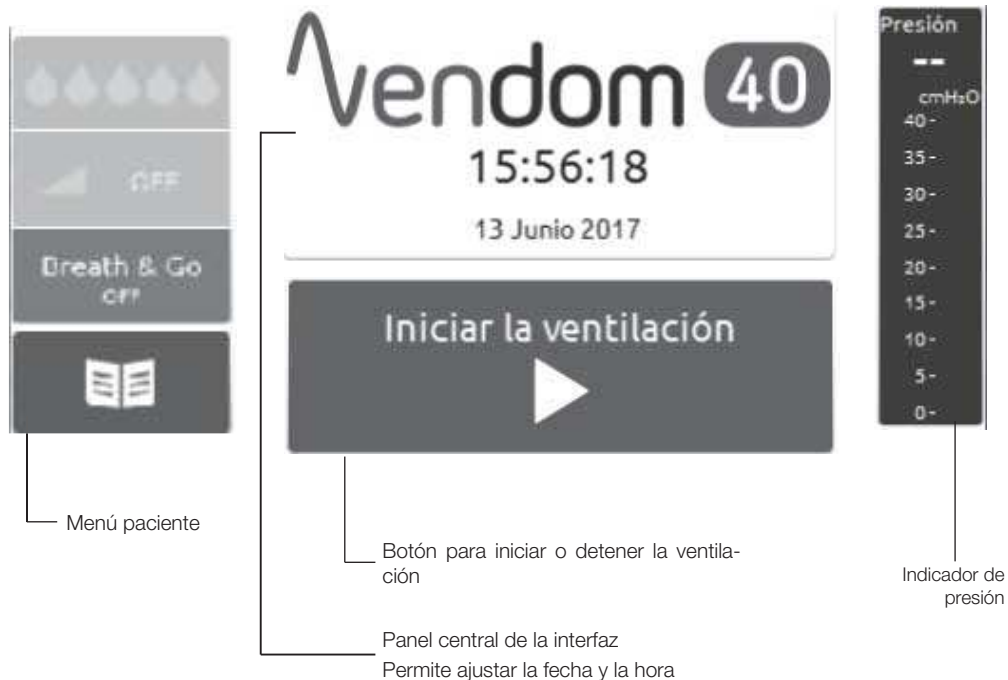 OFF
Breath & Go
OFF
vendom 40
15:56:18
13 Junio 2017
Iniciar la ventilación
Presión
--
cmH₂O
40-
35-
30-
25-
20-
15-
10-
5-
0-
Menú paciente
Botón para iniciar o detener la ventila-
ción
Panel central de la interfaz
Permite ajustar la fecha y la hora
Indicador de
presión